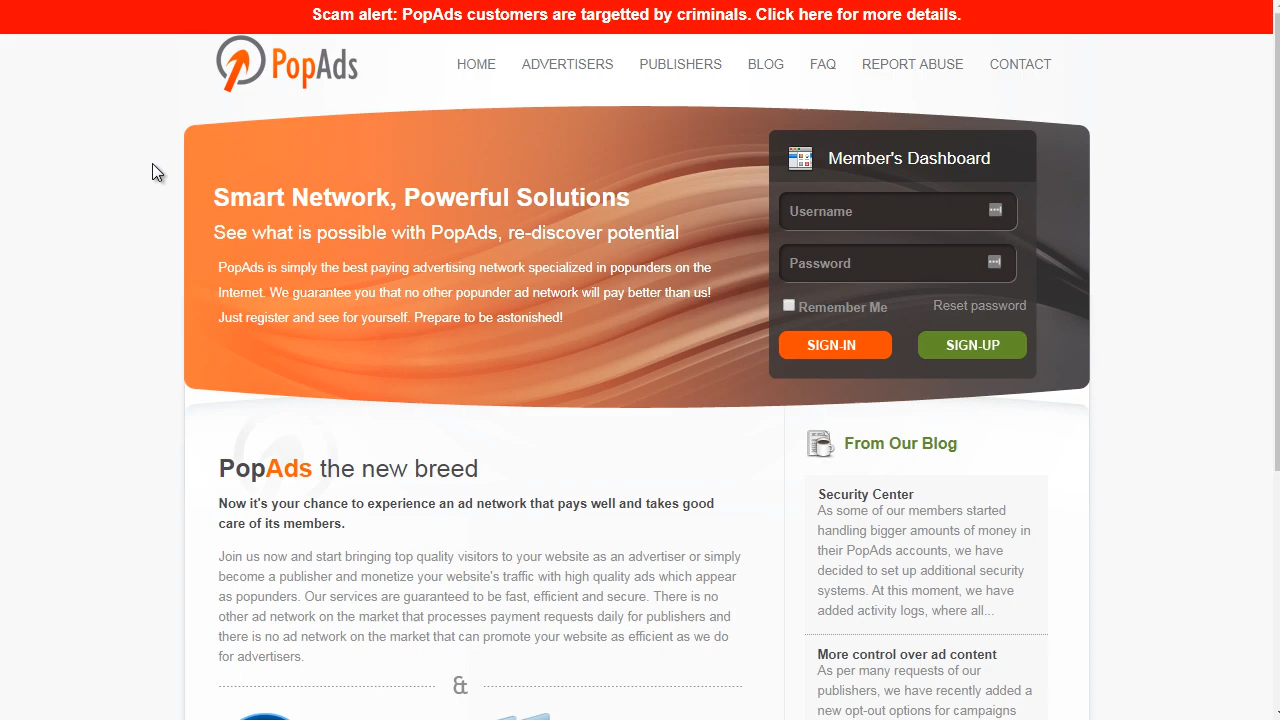 Scam alert: PopAds customers are targetted by criminals. Click here for more details.
PopAds
HOME ADVERTISERS PUBLISHERS BLOG FAQ REPORT ABUSE CONTACT
Smart Network, Powerful Solutions
See what is possible with PopAds, re-discover potential
PopAds is simply the best paying advertising network specialized in popunders on the
Internet. We guarantee you that no other popunder ad network will pay better than us!
Just register and see for yourself. Prepare to be astonished!
Member's Dashboard
Username
Password
Remember Me Reset password
SIGN-IN SIGN-UP
PopAds the new breed
Now it's your chance to experience an ad network that pays well and takes good
care of its members.
Join us now and start bringing top quality visitors to your website as an advertiser or simply
become a publisher and monetize your website's traffic with high quality ads which appear
as popunders. Our services are guaranteed to be fast, efficient and secure. There is no
other ad network on the market that processes payment requests daily for publishers and
there is no ad network on the market that can promote your website as efficient as we do
for advertisers.
&
From Our Blog
Security Center
As some of our members started
handling bigger amounts of money in
their PopAds accounts, we have
decided to set up additional security
systems. At this moment, we have
added activity logs, where all...
More control over ad content
As per many requests of our
publishers, we have recently added a
new opt-out options for campaigns